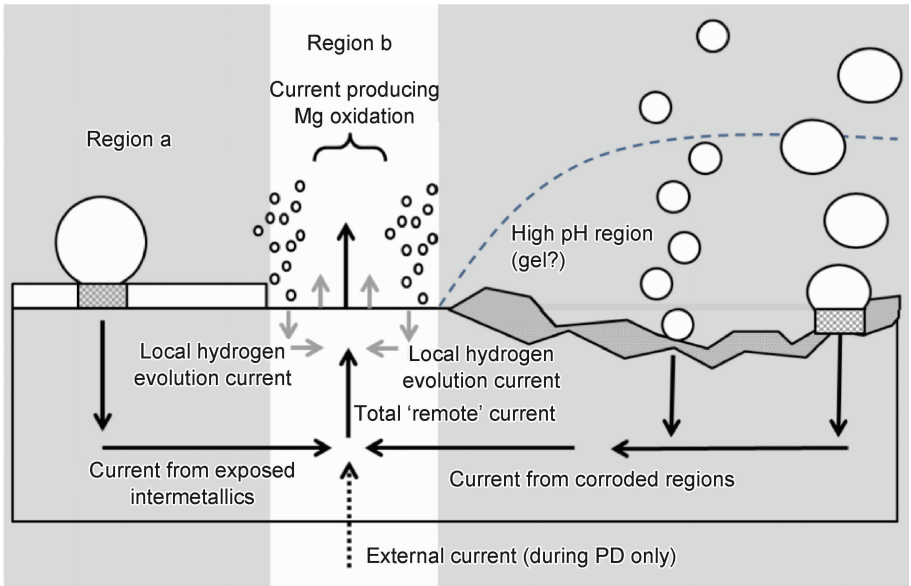 Region b
Current producing
Mg oxidation
Region a
High pH region
(gel?)
Local hydrogen
evolution current
Local hydrogen
evolution current
Total ‘remote’ current
Current from exposed
intermetallics
Current from corroded regions
External current (during PD only)